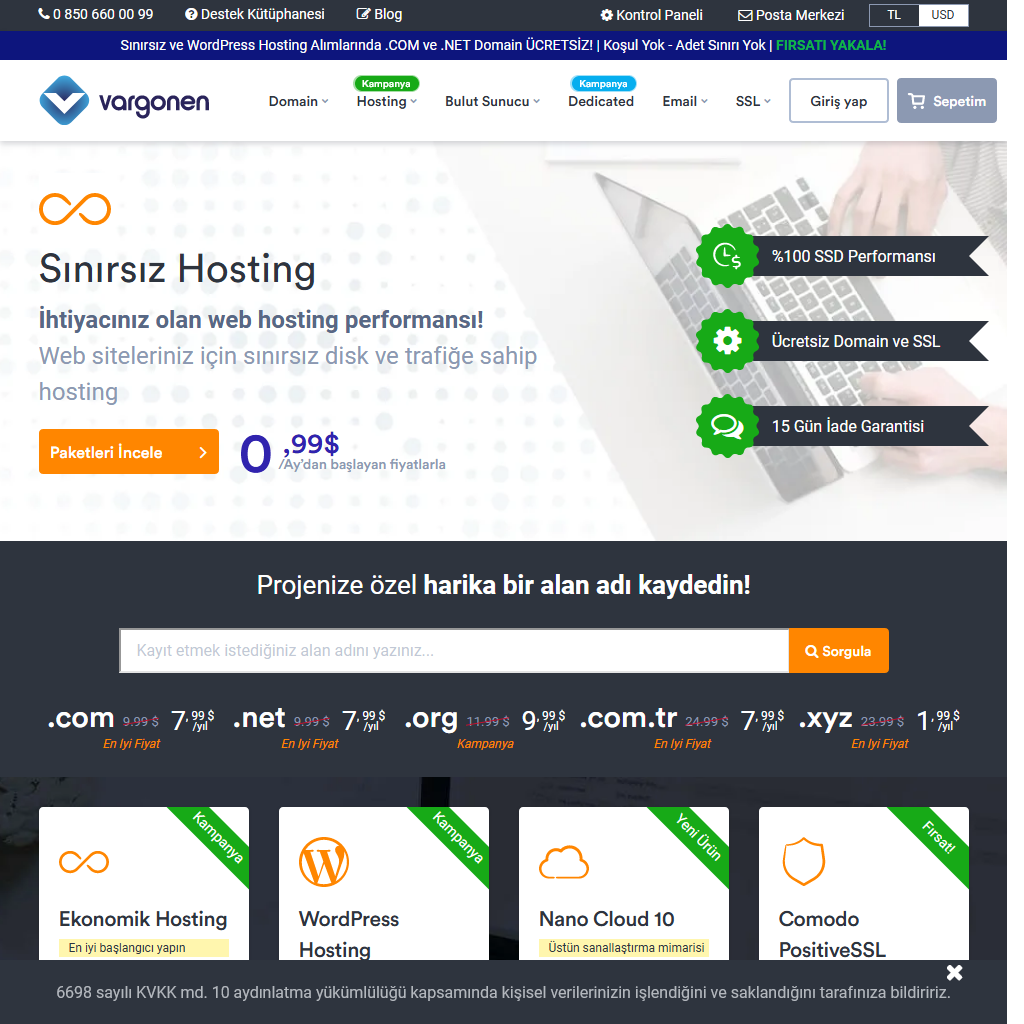 0 850 660 00 99 Destek Kütüphanesi Blog Kontrol Paneli Posta Merkezi TL USD
Sınırsız ve WordPress Hosting Alımlarında .COM ve .NET Domain ÜCRETSİZ! | Koşul Yok - Adet Sınırı Yok | FIRSATI YAKALA!
Kampanya Kampanya
vargonen Domain Hosting Bulut Sunucu Dedicated Email SSL Giriş yap Sepetim
Sınırsız Hosting
İhtiyacınız olan web hosting performansı!
Web siteleriniz için sınırsız disk ve trafiğe sahip
hosting
Paketleri İncele 0 ,99$
/Ay'dan başlayan fiyatlarla
%100 SSD Performansı
Ücretsiz Domain ve SSL
15 Gün İade Garantisi
Projenize özel harika bir alan adı kaydedin!
Kayıt etmek istediğiniz alan adını yazınız... Sorgula
.com 9.99 $ 7,99 $ /yıl .net 9.99 $ 7,99 $ /yıl .org 11.99 $ 9,99 $ /yıl .com.tr 24.99 $ 7,99 $ /yıl .xyz 23.99 $ 1,99 $ /yıl
En Iyi Fiyat En Iyi Fiyat Kampanya En Iyi Fiyat En Iyi Fiyat
Kampanya Kampanya Yeni Ürün Fırsat!
Ekonomik Hosting
En iyi başlangıcı yapın
WordPress
Hosting
Nano Cloud 10
Üstün sanallaştırma mimarisi
Comodo
PositiveSSL
6698 sayılı KVKK md. 10 aydınlatma yükümlülüğü kapsamında kişisel verilerinizin işlendiğini ve saklandığını tarafınıza bildiririz.